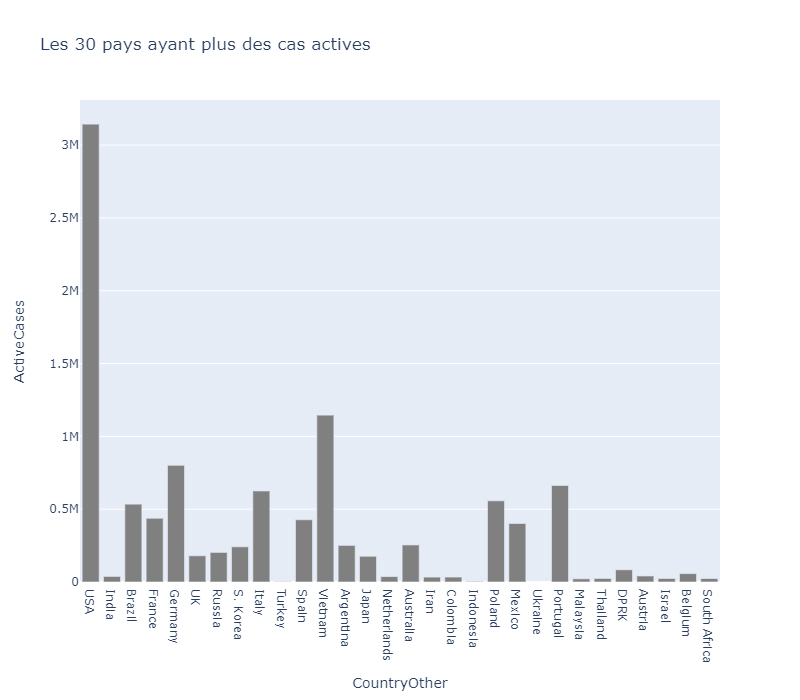 Les 30 pays ayant plus des cas actives
ActiveCases
3M
2.5M
2M
1.5M
1M
0.5M
0
USA
India
Brazil
France
Germany
UK
Russia
S. Korea
Italy
Turkey
Spain
Vietnam
Argentina
Japan
Netherlands
Australia
Iran
Colombia
Indonesia
Poland
Mexico
Ukraine
Portugal
Malaysia
Thailand
DPRK
Austria
Israel
Belgium
South Africa
CountryOther